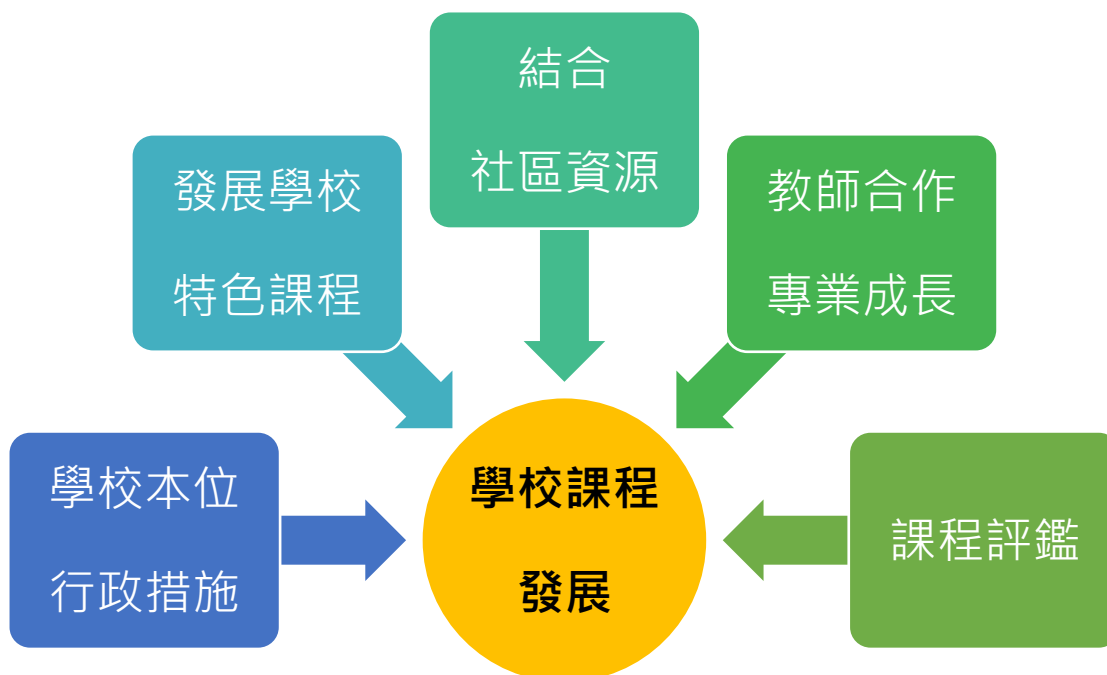 結合
社區資源
發展學校
特色課程
教師合作
專業成長
學校本位
行政措施
學校課程
發展
課程評鑑